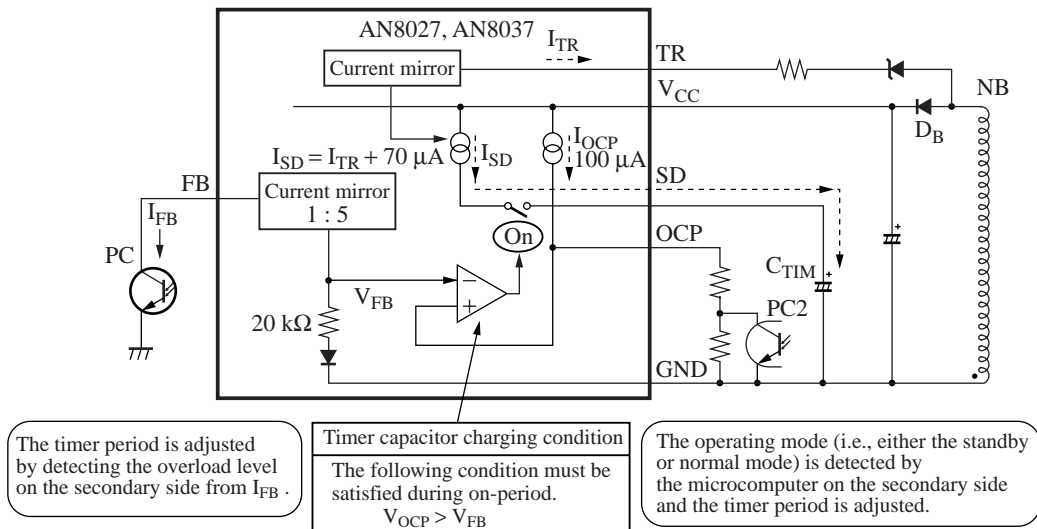 AN8027, AN8037
I_TR
TR
Current mirror
V_CC
NB
D_B
I_SD
I_OCP
100 μA
I_SD = I_TR + 70 μA
SD
FB
Current mirror
1 : 5
I_FB
On
OCP
PC
C_TIM
+
+
V_FB
−
+
PC2
20 kΩ
GND
The timer period is adjusted
by detecting the overload level
on the secondary side from I_FB .
Timer capacitor charging condition
The following condition must be
satisfied during on-period.
V_OCP > V_FB
The operating mode (i.e., either the standby
or normal mode) is detected by
the microcomputer on the secondary side
and the timer period is adjusted.